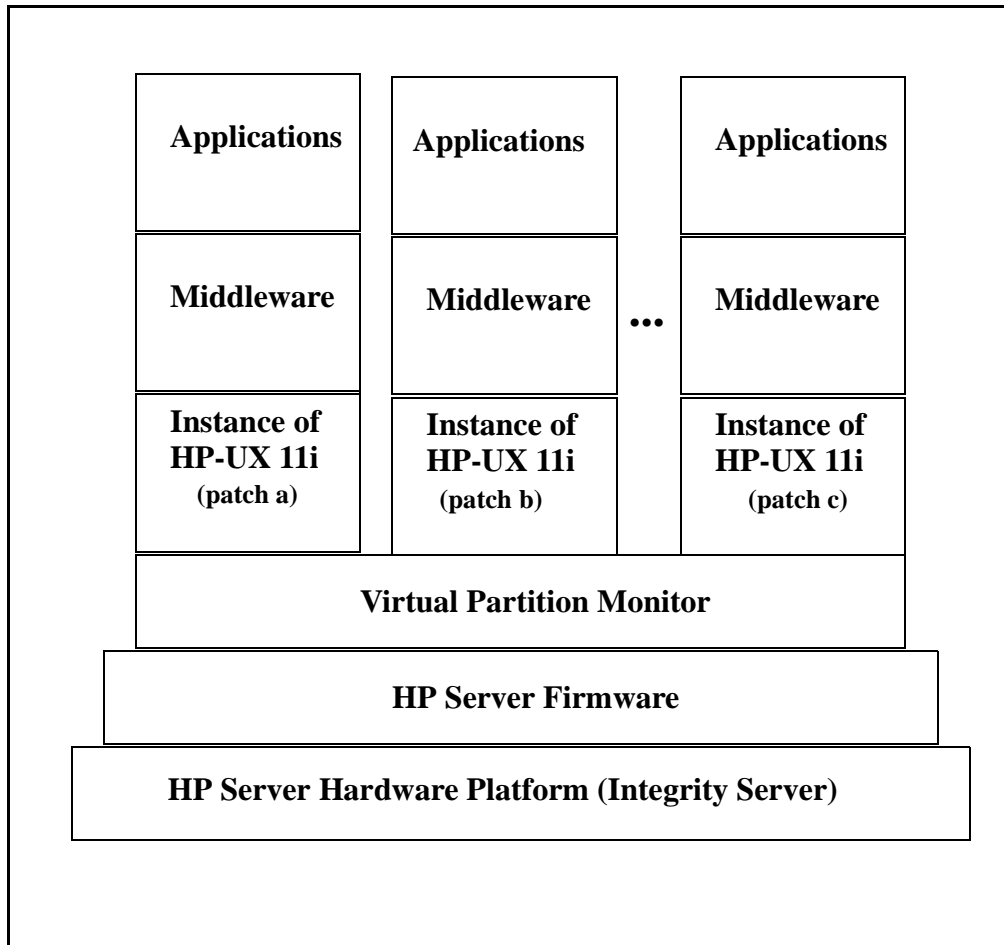 Applications
Applications
Applications
Middleware
Middleware
...
Middleware
Instance of
HP-UX 11i
(patch a)
Instance of
HP-UX 11i
(patch b)
Instance of
HP-UX 11i
(patch c)
Virtual Partition Monitor
HP Server Firmware
HP Server Hardware Platform (Integrity Server)